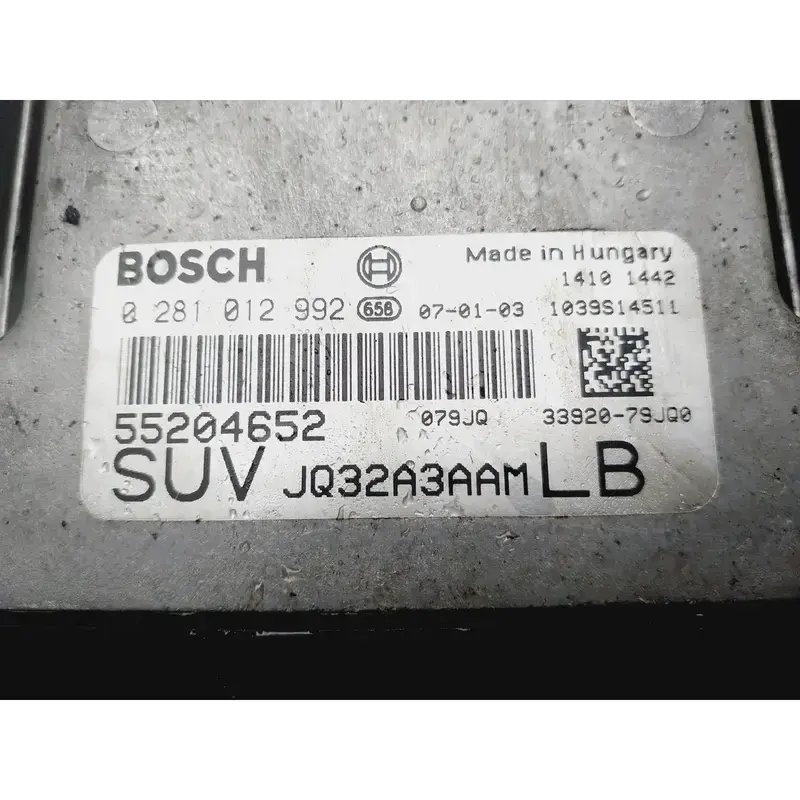 BOSCH Made in Hungary
1410 1442
0 281 012 992 658 07-01-03 1039S14511
55204652 079JQ 33920-79JQ0
SUV JQ32A3AAM LB